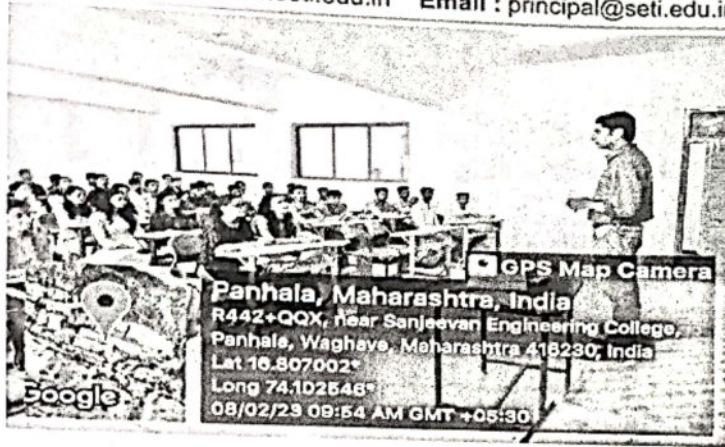 Email : principal@seti.edu.in
GPS Map Camera
Panhala, Maharashtra, India
R442+QQX, near Sanjeevan Engineering College,
Panhala, Waghave, Maharashtra 416230, India
Lat 16.807002°
Long 74.102546°
08/02/23 09:54 AM GMT +05:30
Google